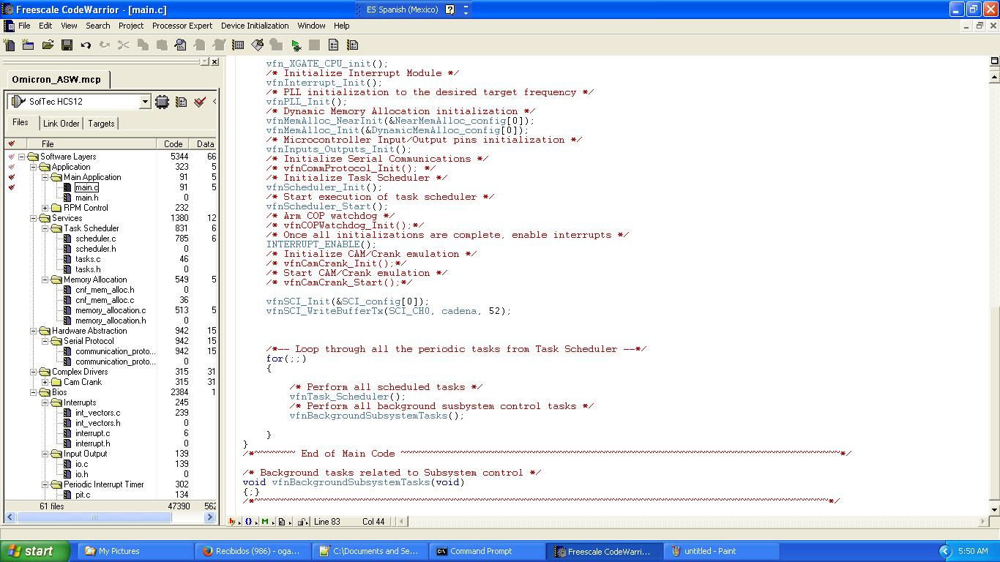 Freescale CodeWarrior - [main.c]
ES Spanish (Mexico)
File Edit View Search Project Processor Expert Device Initialization Window Help
Omicron_ASW.mcp
SofTec HCS12
Files Link Order Targets
File Code Data
Software Layers 5344 66
Application 323 5
Main Application 91 5
main.c 91 5
main.h 0
RPM Control 232
Services 1380 12
Task Scheduler 831 6
scheduler.c 785 6
scheduler.h 0
tasks.c 46
tasks.h 0
Memory Allocation 549 5
cnf_mem_alloc.h 0
cnf_mem_alloc.c 36
memory_allocation.c 513 5
memory_allocation.h 0
Hardware Abstraction 942 15
Serial Protocol 942 15
communication_proto... 942 15
communication_proto... 0
Complex Drivers 315 31
Cam Crank 315 31
Bios 2384 1
Interrupts 245
int_vectors.c 239
int_vectors.h 0
interrupt.c 6
interrupt.h 0
Input Output 139
io.c 139
io.h 0
Periodic Interrupt Timer 302
pit.c 134
61 files 47390 562
vfn_XGATE_CPU_init();
/* Initialize Interrupt Module */
vfnInterrupt_Init();
/* PLL initialization to the desired target frequency */
vfnPLL_Init();
/* Dynamic Memory Allocation initialization */
vfnMemAlloc_NearInit(&NearMemAlloc_config[0]);
vfnMemAlloc_Init(&DynamicMemAlloc_config[0]);
/* Microcontroller Input/Output pins initialization */
vfnInputs_Outputs_Init();
/* Initialize Serial Communications */
/* vfnCommProtocol_Init(); */
/* Initialize Task Scheduler */
vfnScheduler_Init();
/* Start execution of task scheduler */
vfnScheduler_Start();
/* Arm COP watchdog */
/* vfnCOPWatchdog_Init();*/
/* Once all initializations are complete, enable interrupts */
INTERRUPT_ENABLE();
/* Initialize CAM/Crank emulation */
/* vfnCamCrank_Init();*/
/* Start CAM/Crank emulation */
/* vfnCamCrank_Start();*/
vfnSCI_Init(&SCI_config[0]);
vfnSCI_WriteBufferTx(SCI_CH0, cadena, 52);
/*-- Loop through all the periodic tasks from Task Scheduler --*/
for(;;)
{
/* Perform all scheduled tasks */
vfnTask_Scheduler();
/* Perform all background susbystem control tasks */
vfnBackgroundSubsystemTasks();
}
}
/*~~~~~~~ End of Main Code ~~~~~~~~~~~~~~~~~~~~~~~~~~~~~~~~~~~~~~~~~~~~~~~~~~~~~~~~~~~~~~~~~~~~~~~~~~~*/
/* Background tasks related to Subsystem control */
void vfnBackgroundSubsystemTasks(void)
{;}
/*~~~~~~~~~~~~~~~~~~~~~~~~~~~~~~~~~~~~~~~~~~~~~~~~~~~~~~~~~~~~~~~~~~~~~~~~~~~~~~~~~~~~~~~~~~~~~~~~~~*/
Line 83 Col 44
start My Pictures Recibidos (986) - oga... C:\Documents and Se... Command Prompt Freescale CodeWarri... untitled - Paint 5:50 AM